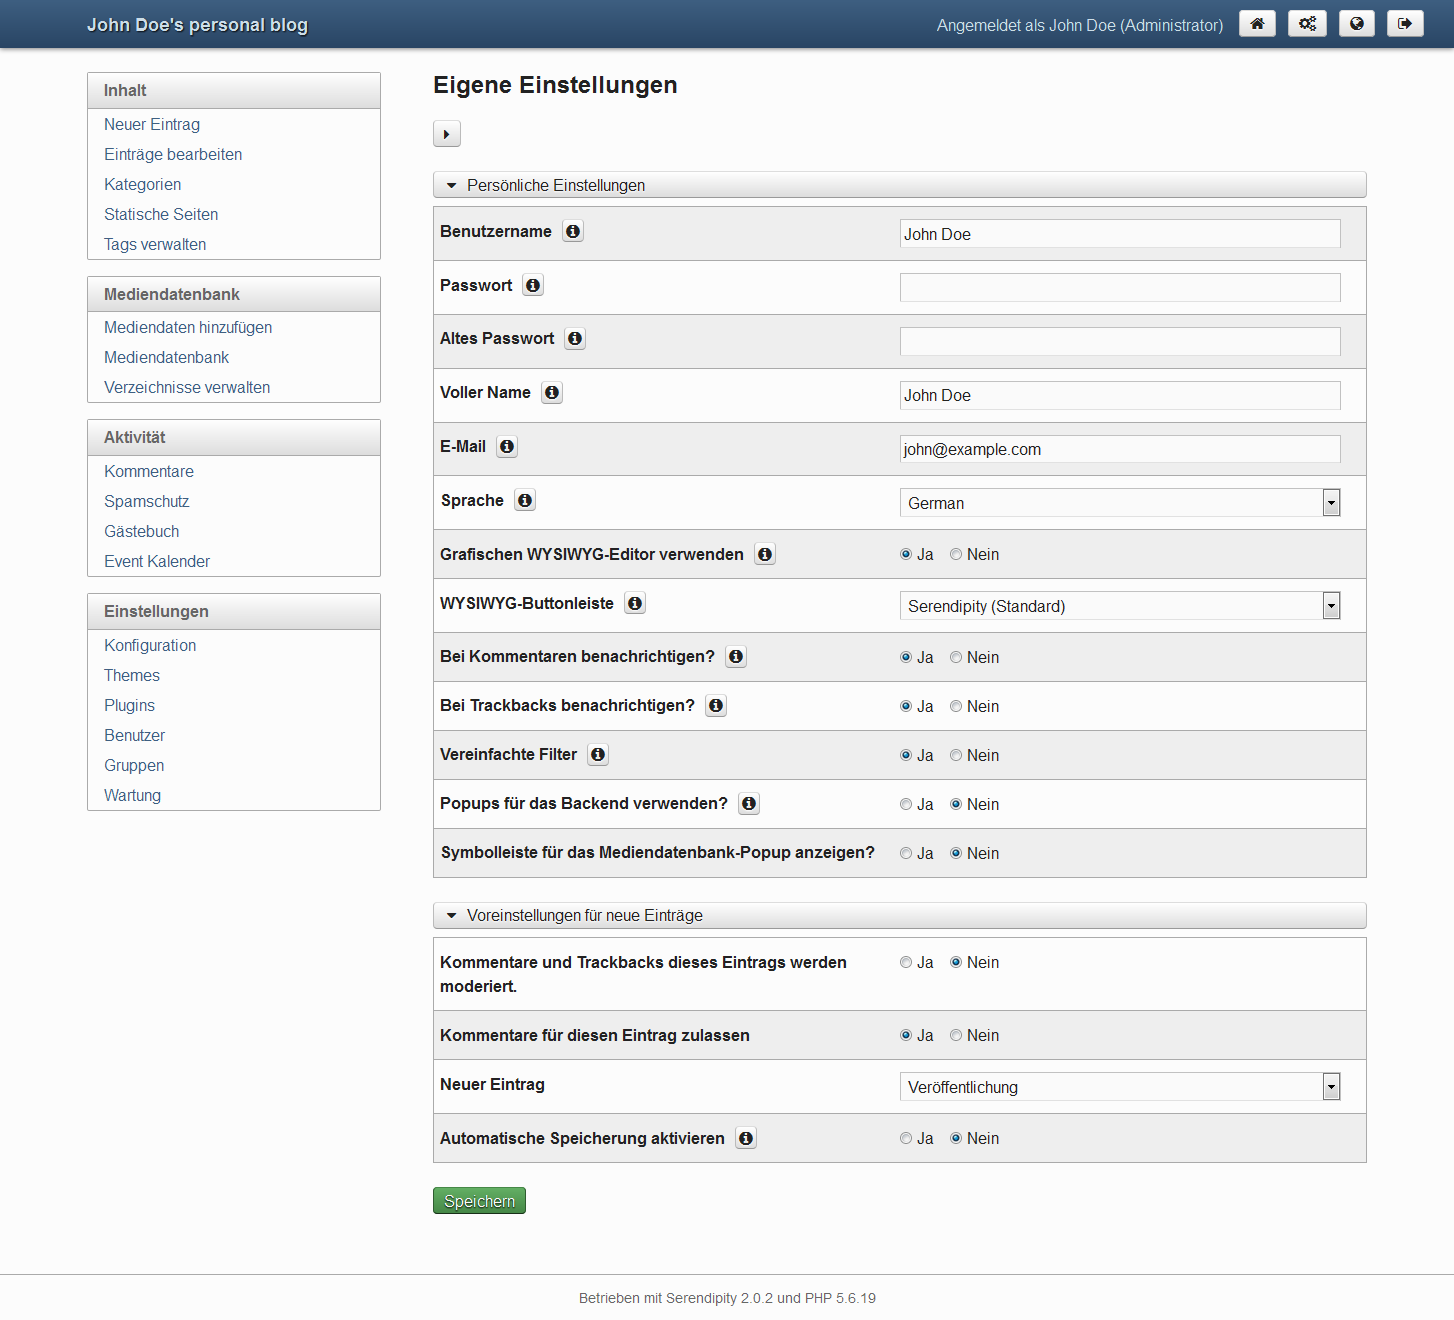 John Doe's personal blog
Angemeldet als John Doe (Administrator)
Inhalt
Neuer Eintrag
Einträge bearbeiten
Kategorien
Statische Seiten
Tags verwalten
Mediendatenbank
Mediendaten hinzufügen
Mediendatenbank
Verzeichnisse verwalten
Aktivität
Kommentare
Spamschutz
Gästebuch
Event Kalender
Einstellungen
Konfiguration
Themes
Plugins
Benutzer
Gruppen
Wartung
Eigene Einstellungen
Persönliche Einstellungen
Benutzername John Doe
Passwort
Altes Passwort
Voller Name John Doe
E-Mail john@example.com
Sprache German
Grafischen WYSIWYG-Editor verwenden Ja Nein
WYSIWYG-Buttonleiste Serendipity (Standard)
Bei Kommentaren benachrichtigen? Ja Nein
Bei Trackbacks benachrichtigen? Ja Nein
Vereinfachte Filter Ja Nein
Popups für das Backend verwenden? Ja Nein
Symbolleiste für das Mediendatenbank-Popup anzeigen? Ja Nein
Voreinstellungen für neue Einträge
Kommentare und Trackbacks dieses Eintrags werden Ja Nein
moderiert.
Kommentare für diesen Eintrag zulassen Ja Nein
Neuer Eintrag Veröffentlichung
Automatische Speicherung aktivieren Ja Nein
Speichern
Betrieben mit Serendipity 2.0.2 und PHP 5.6.19